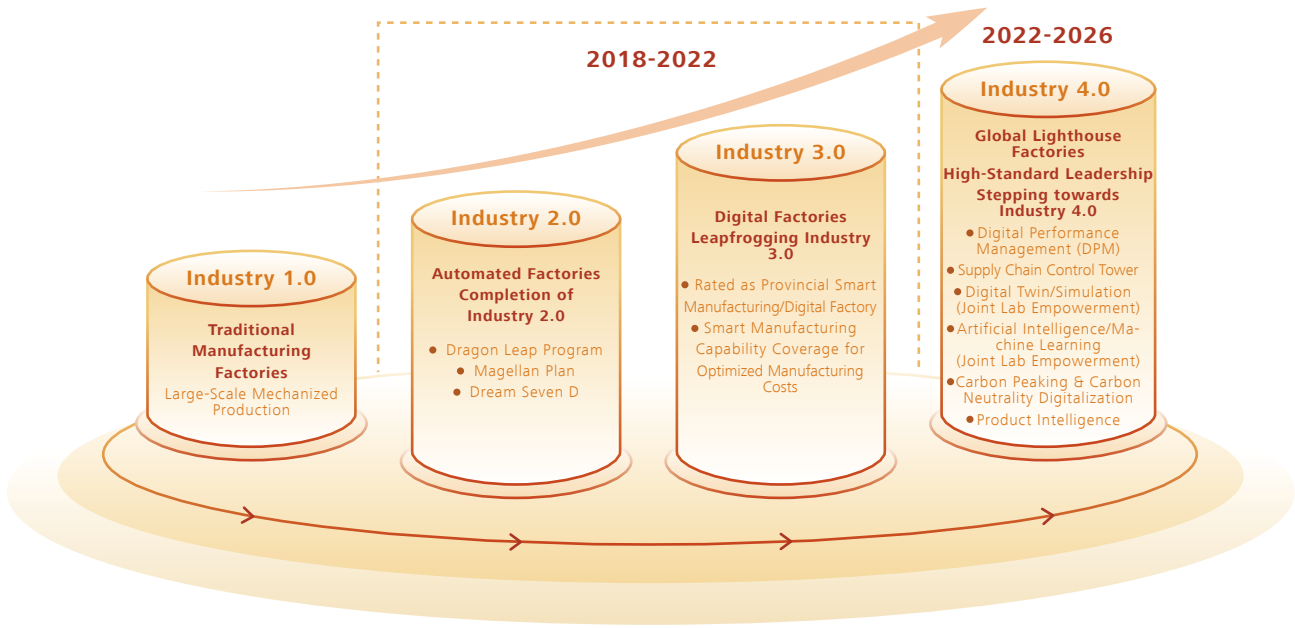 2018-2022
2022-2026
Industry 1.0
Traditional
Manufacturing
Factories
Large-Scale Mechanized
Production
Industry 2.0
Automated Factories
Completion of
Industry 2.0
● Dragon Leap Program
● Magellan Plan
● Dream Seven D
Industry 3.0
Digital Factories
Leapfrogging Industry
3.0
● Rated as Provincial Smart
Manufacturing/Digital Factory
● Smart Manufacturing
Capability Coverage for
Optimized Manufacturing
Costs
Industry 4.0
Global Lighthouse
Factories
High-Standard Leadership
Stepping towards
Industry 4.0
● Digital Performance
Management (DPM)
● Supply Chain Control Tower
● Digital Twin/Simulation
(Joint Lab Empowerment)
● Artificial Intelligence/Ma-
chine Learning
(Joint Lab Empowerment)
● Carbon Peaking & Carbon
Neutrality Digitalization
● Product Intelligence